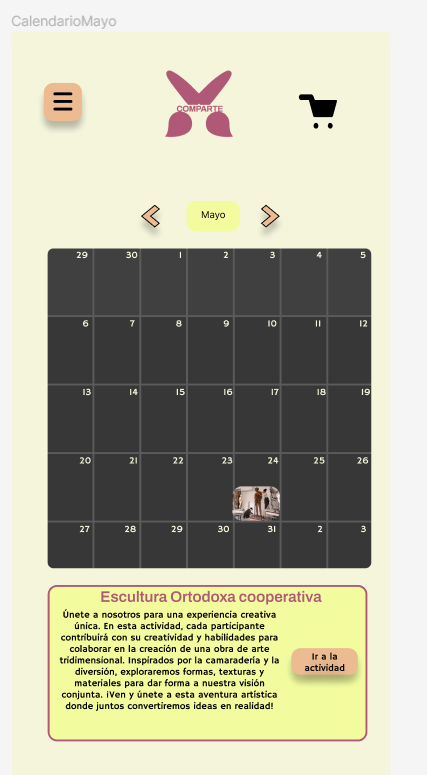 CalendarioMayo
COMPARTE
Mayo
29 30 1 2 3 4 5
6 7 8 9 10 11 12
13 14 15 16 17 18 19
20 21 22 23 24 25 26
27 28 29 30 31 2 3
Escultura Ortodoxa cooperativa
Únete a nosotros para una experiencia creativa
única. En esta actividad, cada participante
contribuirá con su creatividad y habilidades para
colaborar en la creación de una obra de arte
tridimensional. Inspirados por la camaradería y la
diversión, exploraremos formas, texturas y
materiales para dar forma a nuestra visión
conjunta. ¡Ven y únete a esta aventura artística
donde juntos convertiremos ideas en realidad!
Ir a la
actividad